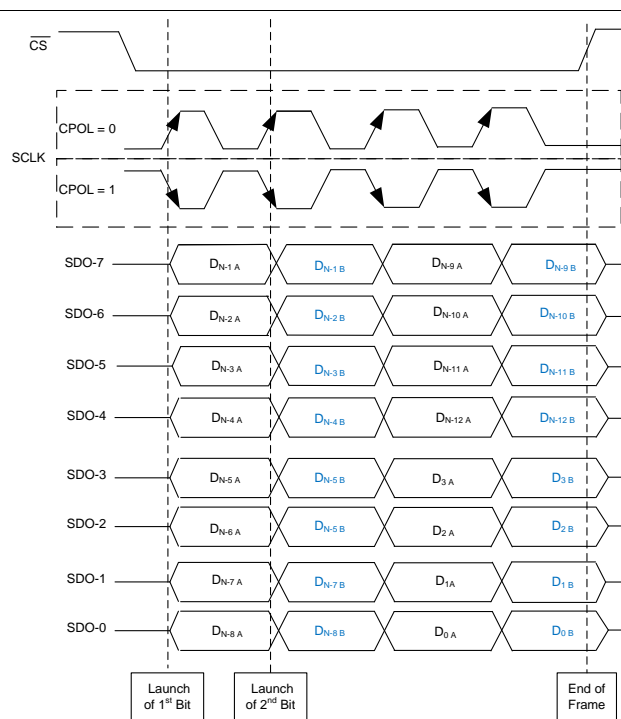 CS
CPOL = 0
SCLK
CPOL = 1
SDO-7 DN-1 A DN-1 B DN-9 A DN-9 B
SDO-6 DN-2 A DN-2 B DN-10 A DN-10 B
SDO-5 DN-3 A DN-3 B DN-11 A DN-11 B
SDO-4 DN-4 A DN-4 B DN-12 A DN-12 B
SDO-3 DN-5 A DN-5 B D3 A D3 B
SDO-2 DN-6 A DN-5 B D2 A D2 B
SDO-1 DN-7 A DN-7 B D1A D1 B
SDO-0 DN-8 A DN-8 B D0 A D0 B
Launch
of 1st Bit
Launch
of 2nd Bit
End of
Frame